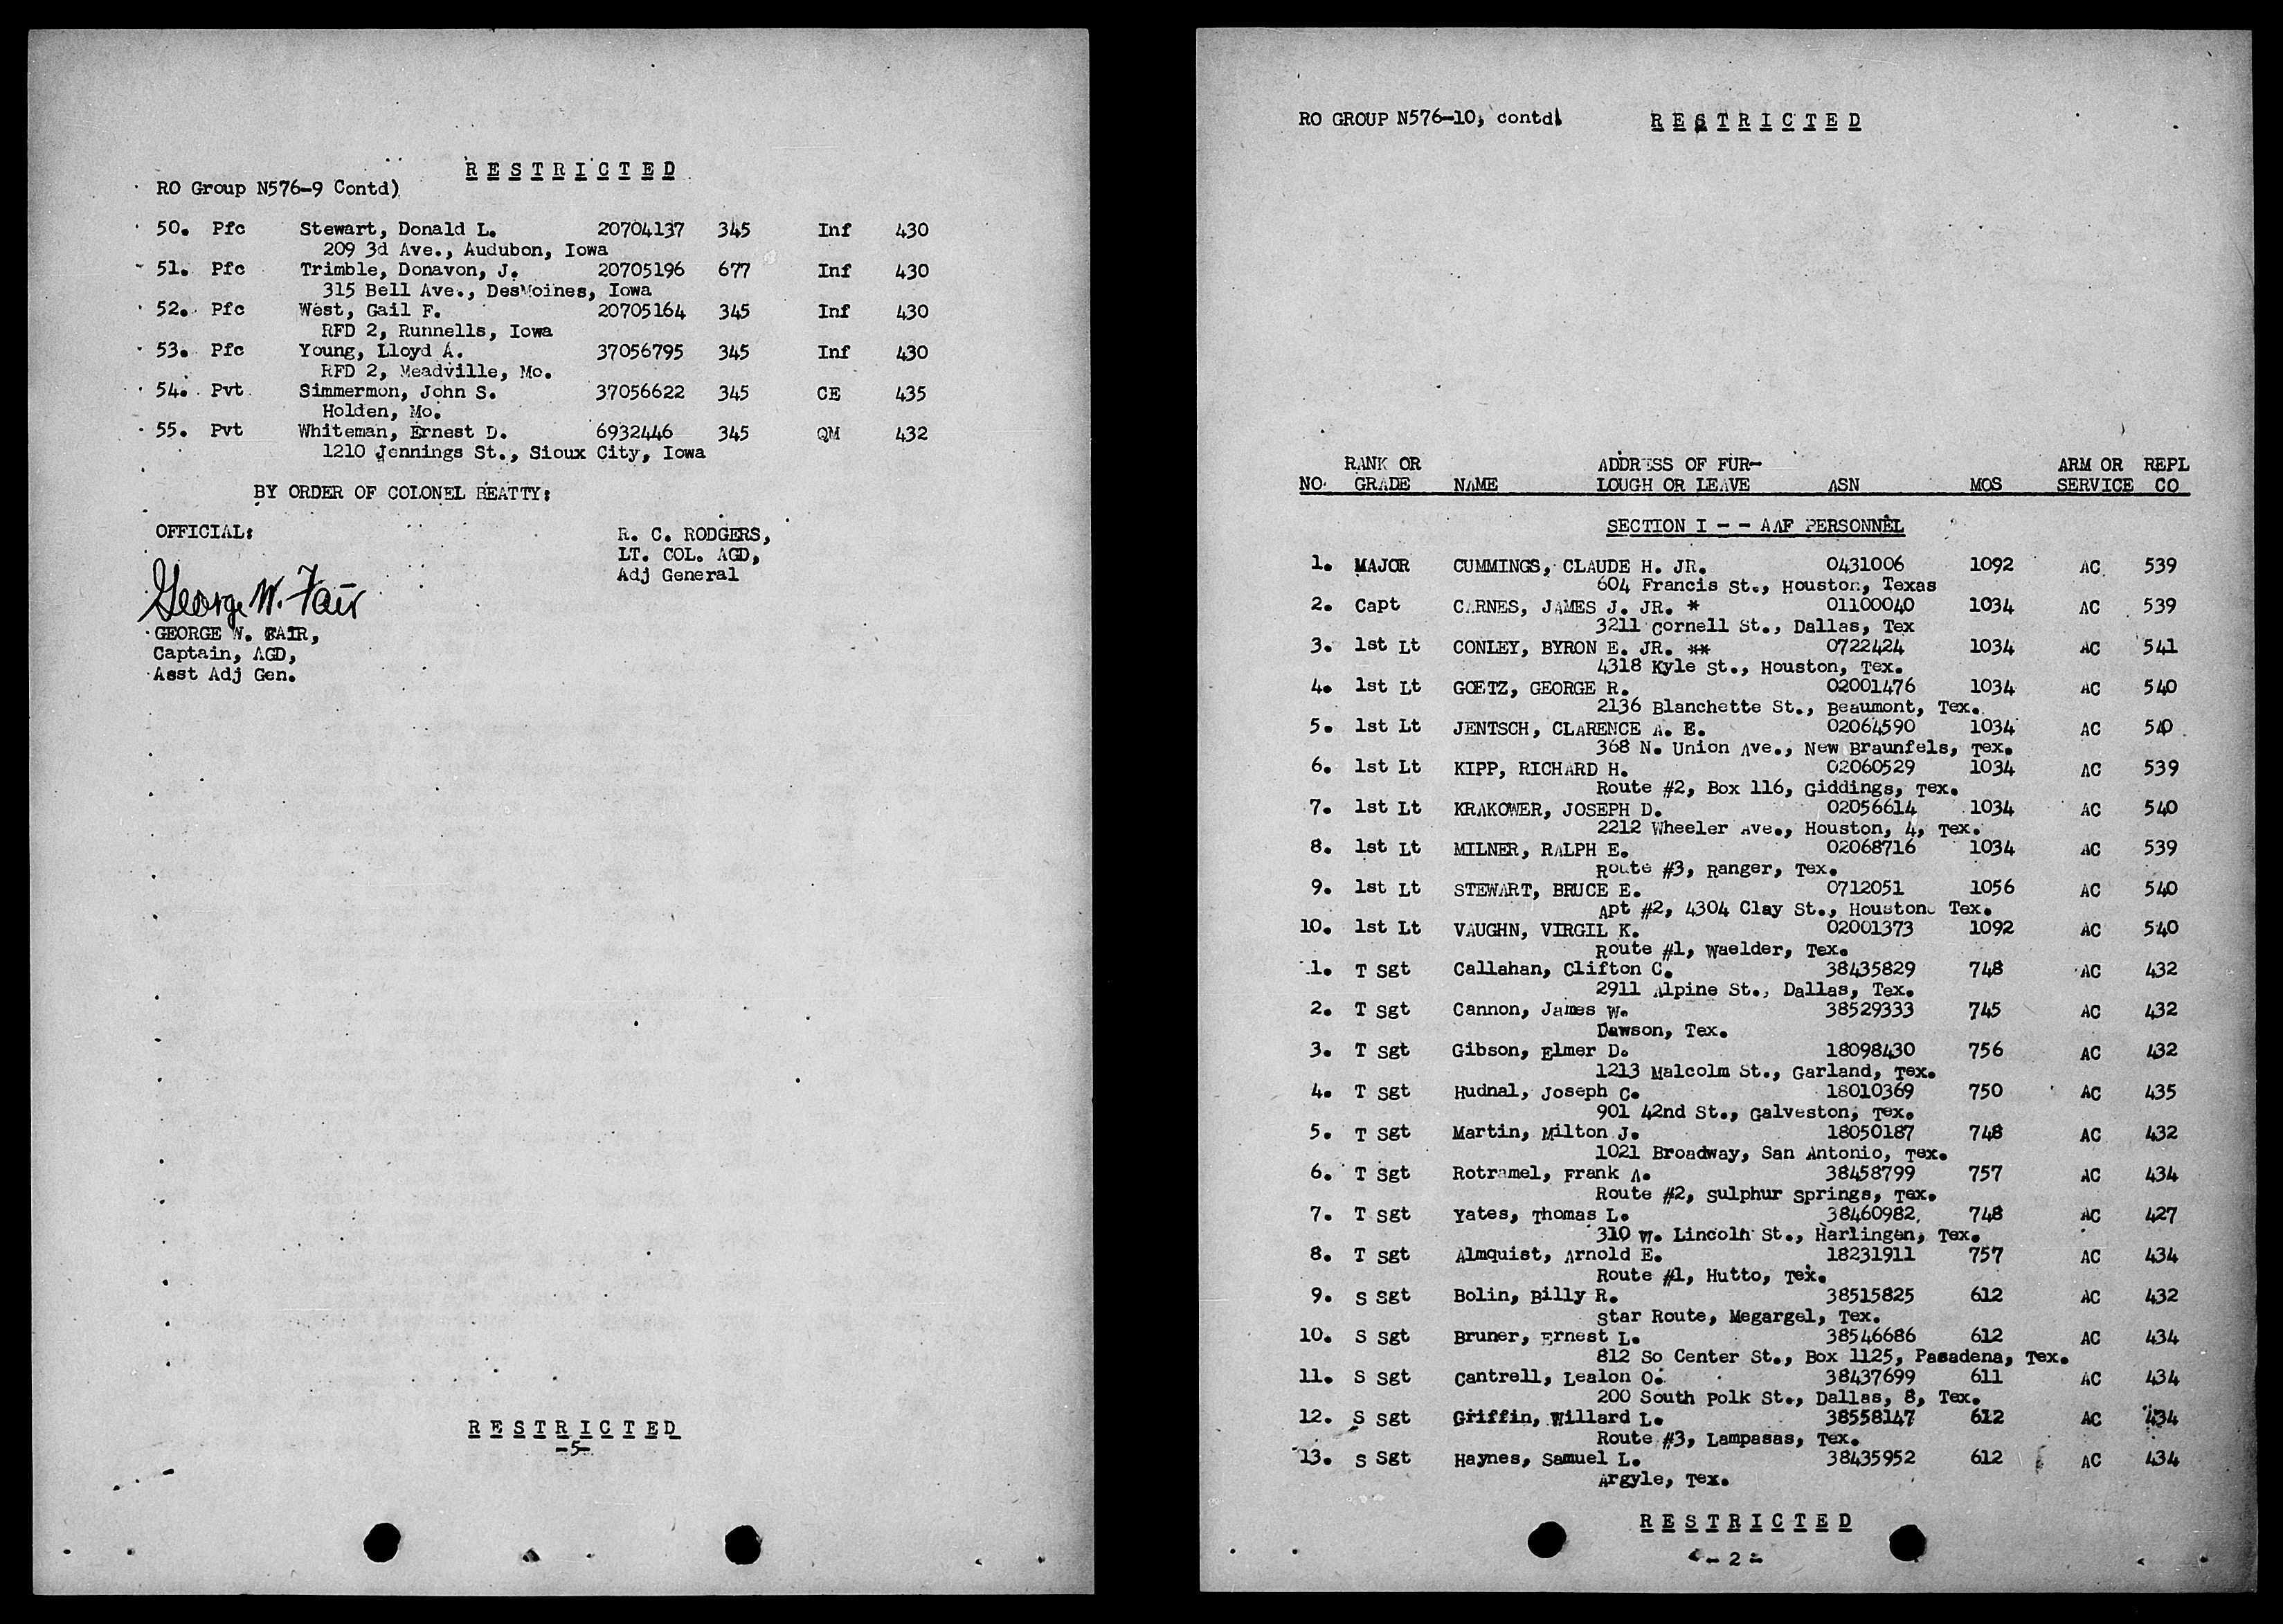 R E S T R I C T E D
RO Group N576-9 Contd)
50. Pfc Stewart, Donald L. 20704137 345 Inf 430
209 3d Ave., Audubon, Iowa
51. Pfc Trimble, Donavon, J. 20705196 677 Inf 430
315 Bell Ave., DesMoines, Iowa
52. Pfc West, Gail F. 20705164 345 Inf 430
RFD 2, Runnells, Iowa
53. Pfc Young, Lloyd A. 37056795 345 Inf 430
RFD 2, Meadville, Mo.
54. Pvt Simmermon, John S. 37056622 345 CE 435
Holden, Mo.
55. Pvt Whiteman, Ernest D. 6932446 345 QM 432
1210 Jennings St., Sioux City, Iowa
BY ORDER OF COLONEL BEATTY:
OFFICIAL:
R. C. RODGERS,
LT. COL. AGD,
Adj General
George W. Fair
GEORGE W. FAIR,
Captain, AGD,
Asst Adj Gen.
R E S T R I C T E D
-5-
RO GROUP N576-10, contd. R E S T R I C T E D
RANK OR ADDRESS OF FUR- ARM OR REPL
NO. GRADE NAME LOUGH OR LEAVE ASN MOS SERVICE CO
SECTION I - - AAF PERSONNEL
1. MAJOR CUMMINGS, CLAUDE H. JR. 0431006 1092 AC 539
604 Francis St., Houston, Texas
2. Capt CARNES, JAMES J. JR. * 01100040 1034 AC 539
3211 Cornell St., Dallas, Tex
3. 1st Lt CONLEY, BYRON E. JR. ** 0722424 1034 AC 541
4318 Kyle St., Houston, Tex.
4. 1st Lt GOETZ, GEORGE R. 02001476 1034 AC 540
2136 Blanchette St., Beaumont, Tex.
5. 1st Lt JENTSCH, CLARENCE A. E. 02064590 1034 AC 540
368 N. Union Ave., New Braunfels, Tex.
6. 1st Lt KIPP, RICHARD H. 02060529 1034 AC 539
Route #2, Box 116, Giddings, Tex.
7. 1st Lt KRAKOWER, JOSEPH D. 02056614 1034 AC 540
2212 Wheeler Ave., Houston, 4, Tex.
8. 1st Lt MILNER, RALPH E. 02068716 1034 AC 539
Route #3, Ranger, Tex.
9. 1st Lt STEWART, BRUCE E. 0712051 1056 AC 540
Apt #2, 4304 Clay St., Houston, Tex.
10. 1st Lt VAUGHN, VIRGIL K. 02001373 1092 AC 540
Route #1, Waelder, Tex.
1. T Sgt Callahan, Clifton C. 38435829 748 AC 432
2911 Alpine St., Dallas, Tex.
2. T Sgt Cannon, James W. 38529333 745 AC 432
Dawson, Tex.
3. T Sgt Gibson, Elmer D. 18098430 756 AC 432
1213 Malcolm St., Garland, Tex.
4. T Sgt Hudnal, Joseph C. 18010369 750 AC 435
901 42nd St., Galveston, Tex.
5. T Sgt Martin, Milton J. 18050187 748 AC 432
1021 Broadway, San Antonio, Tex.
6. T Sgt Rotramel, Frank A. 38458799 757 AC 434
Route #2, Sulphur Springs, Tex.
7. T Sgt Yates, Thomas L. 38460982 748 AC 427
310 W. Lincoln St., Harlingen, Tex.
8. T Sgt Almquist, Arnold E. 18231911 757 AC 434
Route #1, Hutto, Tex.
9. S Sgt Bolin, Billy R. 38515825 612 AC 432
Star Route, Megargel, Tex.
10. S Sgt Bruner, Ernest L. 38546686 612 AC 434
812 So Center St., Box 1125, Pasadena, Tex.
11. S Sgt Cantrell, Lealon O. 38437699 611 AC 434
200 South Polk St., Dallas, 8, Tex.
12. S Sgt Griffin, Willard L. 38558147 612 AC 434
Route #3, Lampasas, Tex.
13. S Sgt Haynes, Samuel L. 38435952 612 AC 434
Argyle, Tex.
R E S T R I C T E D
- 2 -